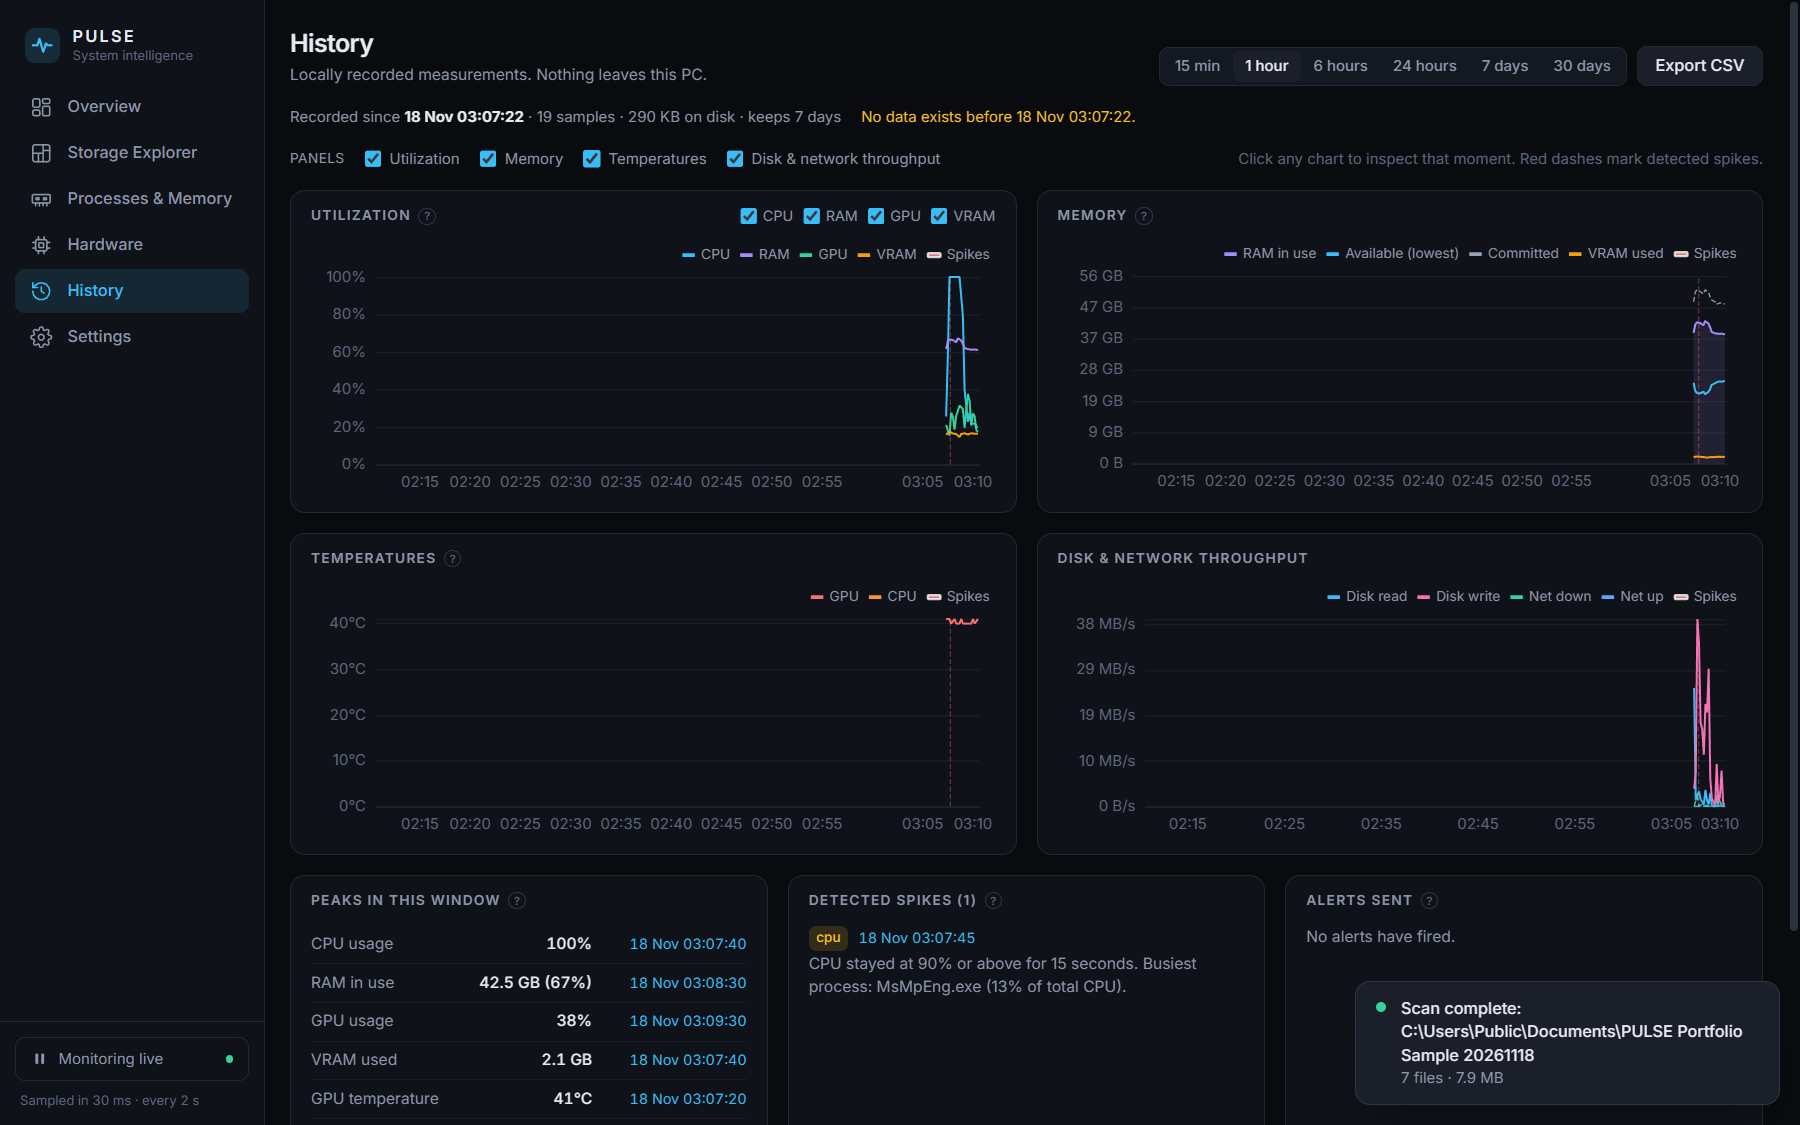 PULSE
System intelligence
Overview
Storage Explorer
Processes & Memory
Hardware
History
Settings
Monitoring live
Sampled in 30 ms · every 2 s
History
Locally recorded measurements. Nothing leaves this PC.
15 min 1 hour 6 hours 24 hours 7 days 30 days Export CSV
Recorded since 18 Nov 03:07:22 · 19 samples · 290 KB on disk · keeps 7 days No data exists before 18 Nov 03:07:22.
PANELS Utilization Memory Temperatures Disk & network throughput
Click any chart to inspect that moment. Red dashes mark detected spikes.
UTILIZATION ? CPU RAM GPU VRAM
CPU RAM GPU VRAM Spikes
100%
80%
60%
40%
20%
0%
02:15 02:20 02:25 02:30 02:35 02:40 02:45 02:50 02:55 03:05 03:10
MEMORY ?
RAM in use Available (lowest) Committed VRAM used Spikes
56 GB
47 GB
37 GB
28 GB
19 GB
9 GB
0 B
02:15 02:20 02:25 02:30 02:35 02:40 02:45 02:50 02:55 03:05 03:10
TEMPERATURES ?
GPU CPU Spikes
40°C
30°C
20°C
10°C
0°C
02:15 02:20 02:25 02:30 02:35 02:40 02:45 02:50 02:55 03:05 03:10
DISK & NETWORK THROUGHPUT
Disk read Disk write Net down Net up Spikes
38 MB/s
29 MB/s
19 MB/s
10 MB/s
0 B/s
02:15 02:25 02:35 02:45 02:55 03:05 03:10
PEAKS IN THIS WINDOW ?
CPU usage 100% 18 Nov 03:07:40
RAM in use 42.5 GB (67%) 18 Nov 03:08:30
GPU usage 38% 18 Nov 03:09:30
VRAM used 2.1 GB 18 Nov 03:07:40
GPU temperature 41°C 18 Nov 03:07:20
DETECTED SPIKES (1) ?
cpu 18 Nov 03:07:45
CPU stayed at 90% or above for 15 seconds. Busiest
process: MsMpEng.exe (13% of total CPU).
ALERTS SENT ?
No alerts have fired.
Scan complete:
C:\Users\Public\Documents\PULSE Portfolio
Sample 20261118
7 files · 7.9 MB